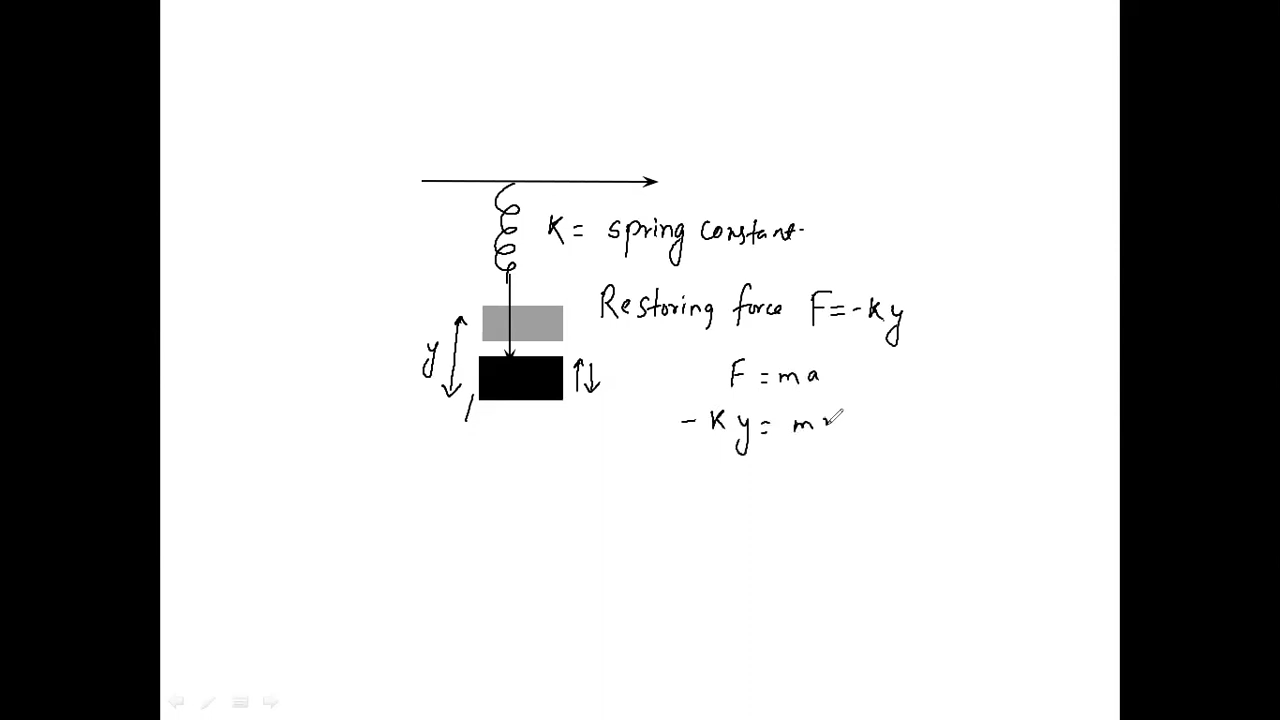 K = spring constant
Restoring force F = -ky
y
F = ma
-ky = m